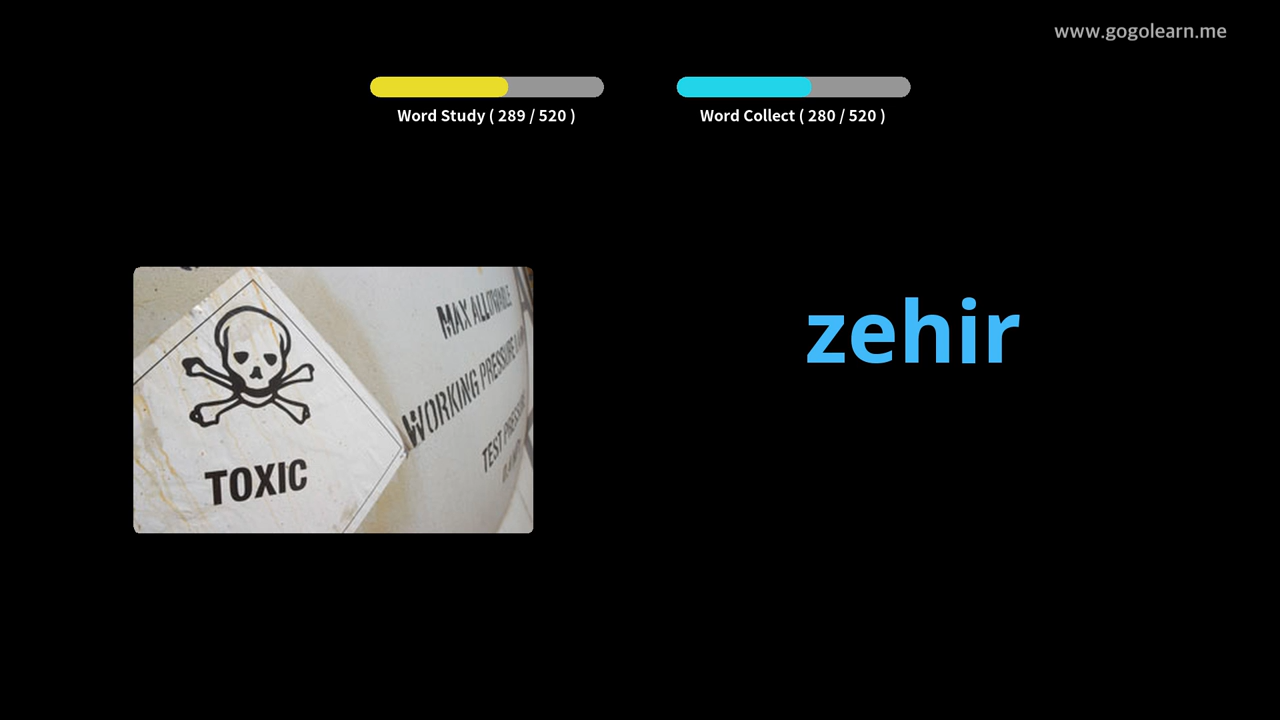 www.gogolearn.me
Word Study ( 289 / 520 )
Word Collect ( 280 / 520 )
zehir
MAX ALLOWABLE
WORKING PRESSURE
TEST PRESSURE
TOXIC